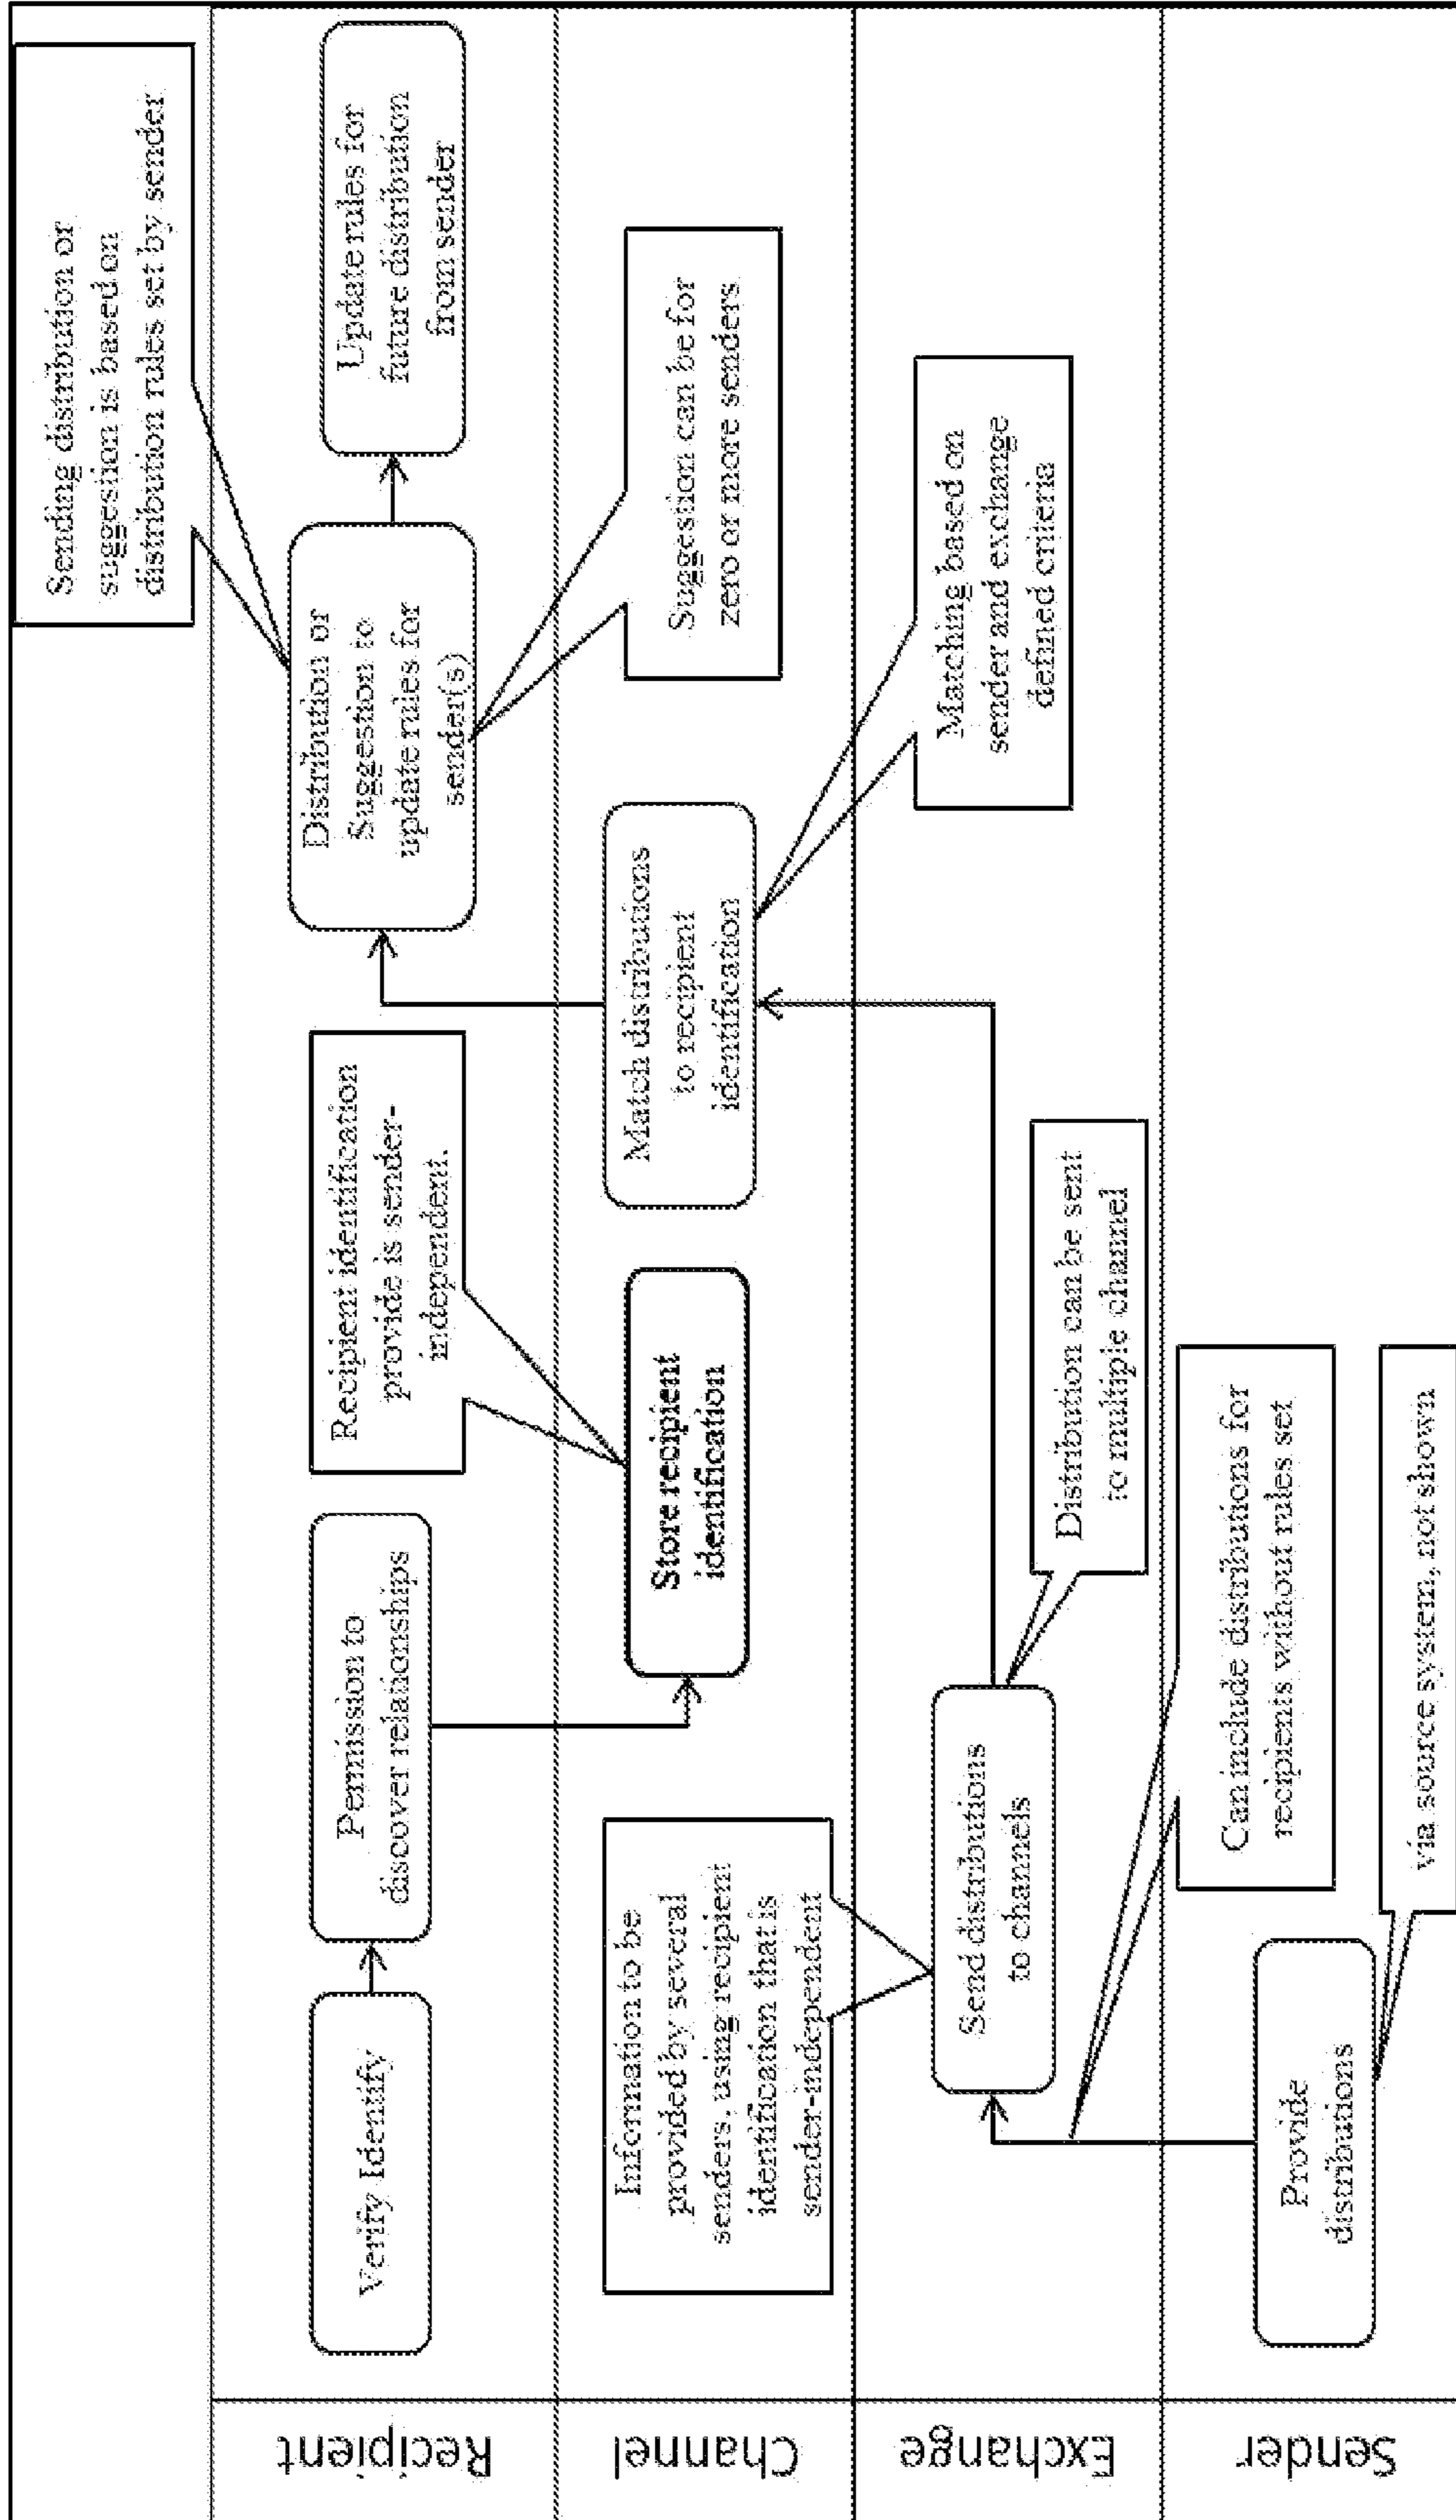 Sending distribution or
suggestion is based on
distribution rules set by sender
Recipient
Verify Identify
Permission to
discover relationships
Recipient identification
provide is sender-
independent.
Distribution or
Suggestion to
update rules for
sender(s)
Update rules for
future distribution
from sender
Channel
Information to be
provided by several
senders, using recipient
identification that is
sender-independent
Store recipient
identification
Match distributions
to recipient
identification
Suggestion can be for
zero or more senders
Exchange
Send distributions
to channels
Distribution can be sent
to multiple channel
Matching based on
sender and exchange
defined criteria
Sender
Provide
distributions
Can include distributions for
recipients without rules set
via source system, not shown